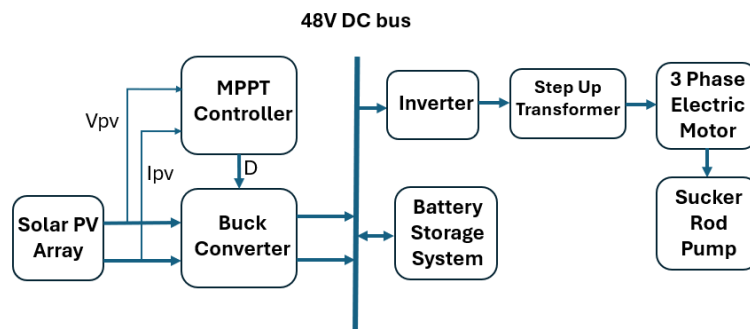 48V DC bus
MPPT
Controller
Vpv
Ipv
D
Solar PV
Array
Buck
Converter
Inverter
Step Up
Transformer
3 Phase
Electric
Motor
Battery
Storage
System
Sucker
Rod
Pump